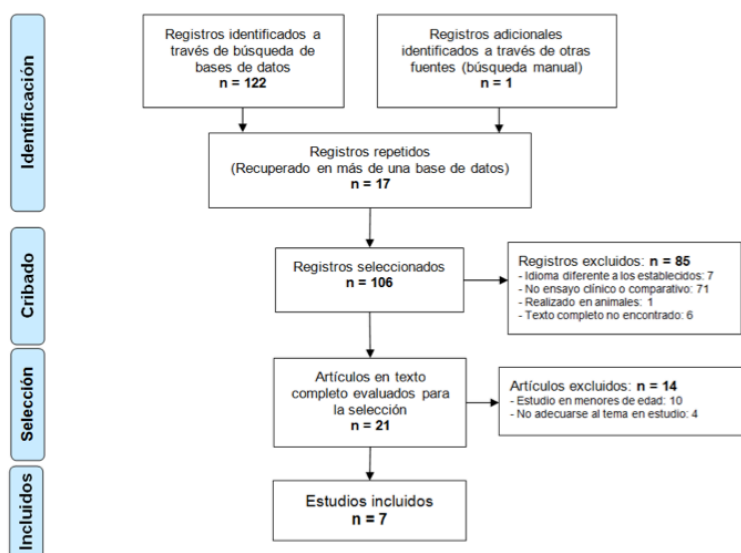 Identificación
Registros identificados a
través de búsqueda de
bases de datos
n = 122
Registros adicionales
identificados a través de otras
fuentes (búsqueda manual)
n = 1
Registros repetidos
(Recuperado en más de una base de datos)
n = 17
Cribado
Registros seleccionados
n = 106
Registros excluidos: n = 85
- Idioma diferente a los establecidos: 7
- No ensayo clínico o comparativo: 71
- Realizado en animales: 1
- Texto completo no encontrado: 6
Selección
Artículos en texto
completo evaluados para
la selección
n = 21
Artículos excluidos: n = 14
- Estudio en menores de edad: 10
- No adecuarse al tema en estudio: 4
Incluidos
Estudios incluidos
n = 7